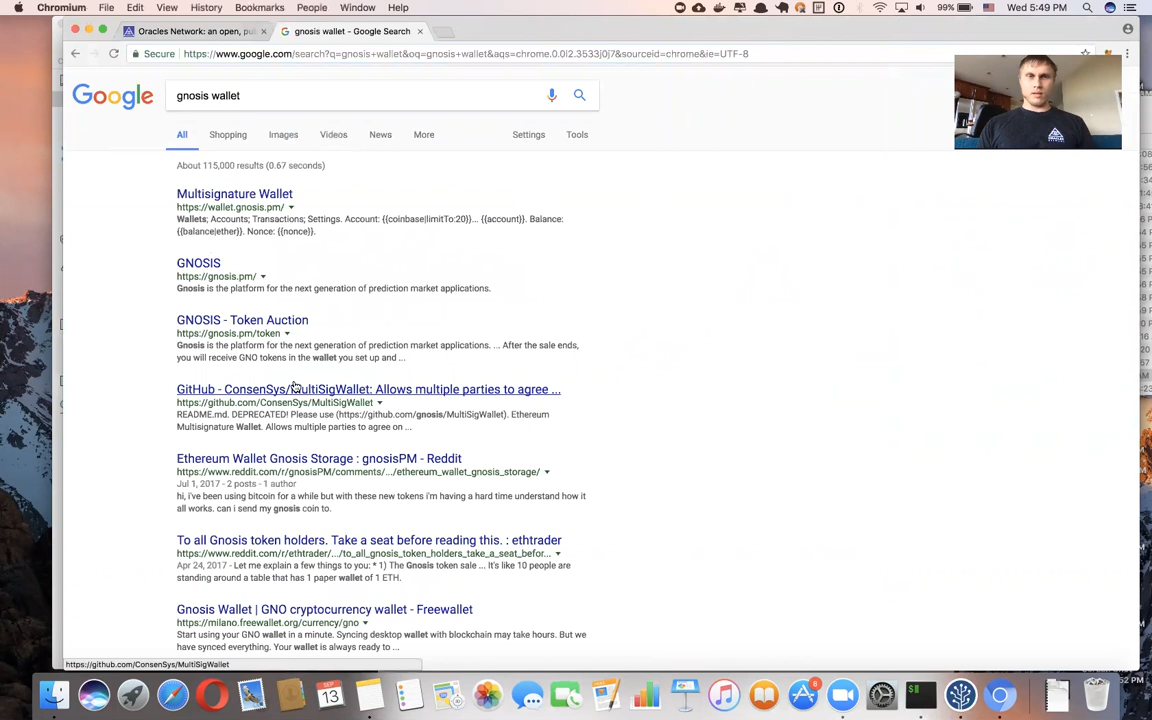 Chromium File Edit View History Bookmarks People Window Help
99% Wed 5:49 PM
Oracles Network: an open, pu
gnosis wallet - Google Search
Secure https://www.google.com/search?q=gnosis+wallet&oq=gnosis+wallet&aqs=chrome.0.0i2.3533j0j7&sourceid=chrome&ie=UTF-8
Google
gnosis wallet
All Shopping Images Videos News More Settings Tools
About 115,000 results (0.67 seconds)
Multisignature Wallet
https://wallet.gnosis.pm/
Wallets; Accounts; Transactions; Settings. Account: {{coinbase|limitTo:20}}... {{account}}. Balance:
{{balance|ether}}. Nonce: {{nonce}}.
GNOSIS
https://gnosis.pm/
Gnosis is the platform for the next generation of prediction market applications.
GNOSIS - Token Auction
https://gnosis.pm/token
Gnosis is the platform for the next generation of prediction market applications. ... After the sale ends,
you will receive GNO tokens in the wallet you set up and ...
GitHub - ConsenSys/MultiSigWallet: Allows multiple parties to agree ...
https://github.com/ConsenSys/MultiSigWallet
README.md. DEPRECATED! Please use (https://github.com/gnosis/MultiSigWallet). Ethereum
Multisignature Wallet. Allows multiple parties to agree on ...
Ethereum Wallet Gnosis Storage : gnosisPM - Reddit
https://www.reddit.com/r/gnosisPM/comments/.../ethereum_wallet_gnosis_storage/
Jul 1, 2017 - 2 posts - 1 author
hi, i've been using bitcoin for a while but with these new tokens i'm having a hard time understand how it
all works. can i send my gnosis coin to.
To all Gnosis token holders. Take a seat before reading this. : ethtrader
https://www.reddit.com/r/ethtrader/.../to_all_gnosis_token_holders_take_a_seat_befor...
Apr 24, 2017 - Let me explain a few things to you: * 1) The Gnosis token sale ... It's like 10 people are
standing around a table that has 1 paper wallet of 1 ETH.
Gnosis Wallet | GNO cryptocurrency wallet - Freewallet
https://milano.freewallet.org/currency/gno
Start using your GNO wallet in a minute. Syncing desktop wallet with blockchain may take hours. But we
have synced everything. Your wallet is always ready to ...
https://github.com/ConsenSys/MultiSigWallet
SEP
13
6